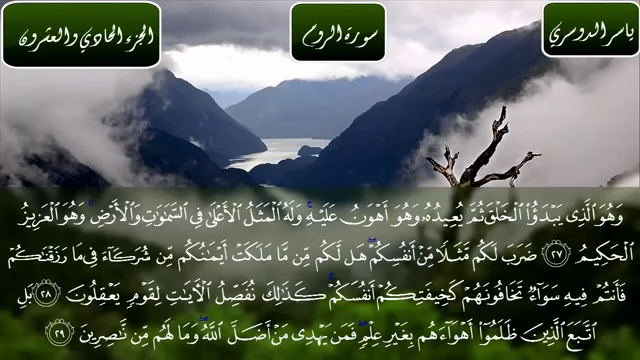 ياسر الدوسري
سورة الروم
الجزء الحادي والعشرون
وَهُوَ ٱلَّذِى يَبْدَؤُا۟ ٱلْخَلْقَ ثُمَّ يُعِيدُهُۥ وَهُوَ أَهْوَنُ عَلَيْهِ ۚ وَلَهُ ٱلْمَثَلُ ٱلْأَعْلَىٰ فِى ٱلسَّمَٰوَٰتِ وَٱلْأَرْضِ ۚ وَهُوَ ٱلْعَزِيزُ
ٱلْحَكِيمُ ٢٧ ضَرَبَ لَكُم مَّثَلًا مِّنْ أَنفُسِكُمْ ۖ هَل لَّكُم مِّن مَّا مَلَكَتْ أَيْمَٰنُكُم مِّن شُرَكَآءَ فِى مَا رَزَقْنَٰكُمْ
فَأَنتُمْ فِيهِ سَوَآءٌ تَخَافُونَهُمْ كَخِيفَتِكُمْ أَنفُسَكُمْ ۚ كَذَٰلِكَ نُفَصِّلُ ٱلْءَايَٰتِ لِقَوْمٍ يَعْقِلُونَ ٢٨ بَلِ
ٱتَّبَعَ ٱلَّذِينَ ظَلَمُوٓا۟ أَهْوَآءَهُم بِغَيْرِ عِلْمٍ ۖ فَمَن يَهْدِى مَنْ أَضَلَّ ٱللَّهُ ۖ وَمَا لَهُم مِّن نَّٰصِرِينَ ٢٩